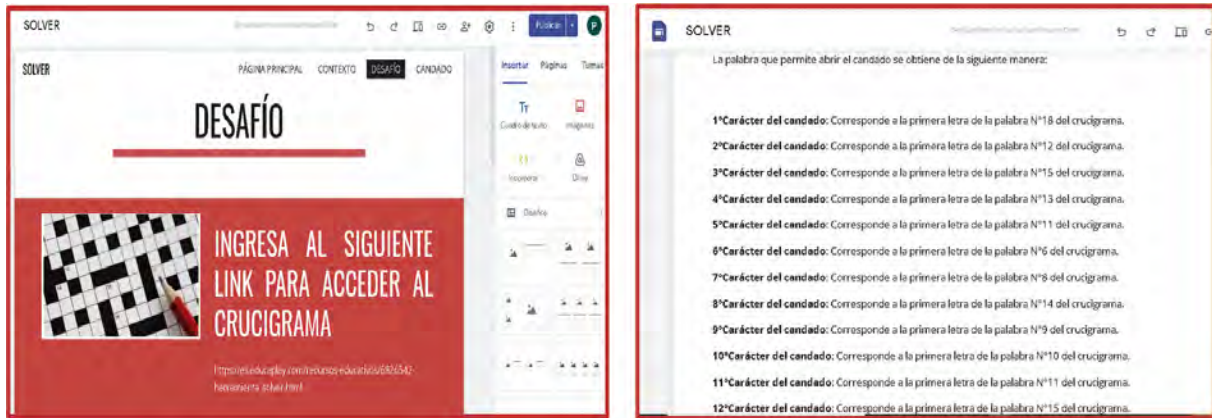 SOLVER
Publicar
P
SOLVER
PÁGINA PRINCIPAL CONTEXTO DESAFÍO CANDADO
DESAFÍO
INGRESA AL SIGUIENTE
LINK PARA ACCEDER AL
CRUCIGRAMA
Insertar Páginas Temas
Tr
Cuadro de texto Imágenes
Incorporar Drive
Diseños
SOLVER
La palabra que permite abrir el candado se obtiene de la siguiente manera:
1°Carácter del candado: Corresponde a la primera letra de la palabra N°18 del crucigrama.
2°Carácter del candado: Corresponde a la primera letra de la palabra N°12 del crucigrama.
3°Carácter del candado: Corresponde a la primera letra de la palabra N°15 del crucigrama.
4°Carácter del candado: Corresponde a la primera letra de la palabra N°13 del crucigrama.
5°Carácter del candado: Corresponde a la primera letra de la palabra N°11 del crucigrama.
6°Carácter del candado: Corresponde a la primera letra de la palabra N°6 del crucigrama.
7°Carácter del candado: Corresponde a la primera letra de la palabra N°8 del crucigrama.
8°Carácter del candado: Corresponde a la primera letra de la palabra N°14 del crucigrama.
9°Carácter del candado: Corresponde a la primera letra de la palabra N°9 del crucigrama.
10°Carácter del candado: Corresponde a la primera letra de la palabra N°10 del crucigrama.
11°Carácter del candado: Corresponde a la primera letra de la palabra N°11 del crucigrama.
12°Carácter del candado: Corresponde a la primera letra de la palabra N°15 del crucigrama.